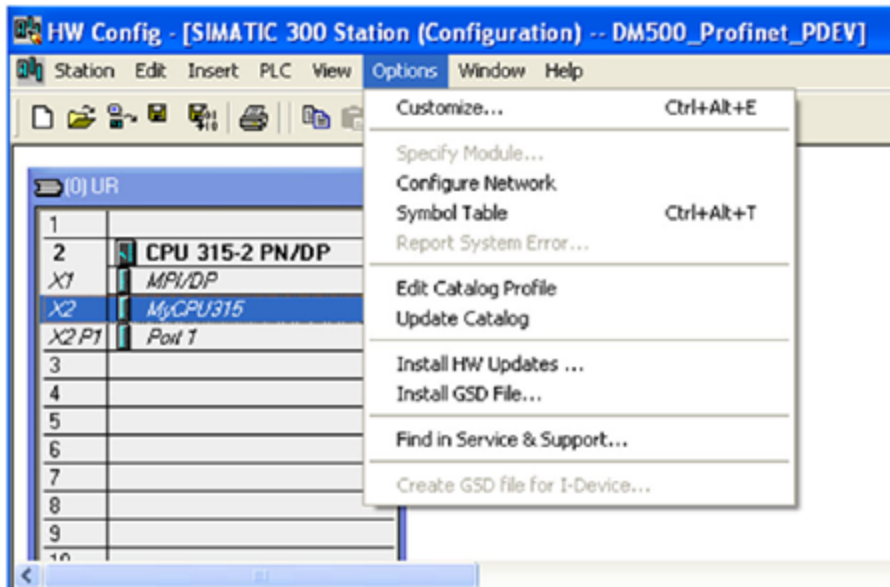 HW Config - [SIMATIC 300 Station (Configuration) -- DM500_Profinet_PDEV]
Station Edit Insert PLC View Options Window Help
Customize... Ctrl+Alt+E
Specify Module...
Configure Network
Symbol Table Ctrl+Alt+T
Report System Error...
Edit Catalog Profile
Update Catalog
Install HW Updates ...
Install GSD File...
Find in Service & Support...
Create GSD file for I-Device...
(0) UR
1
2 CPU 315-2 PN/DP
X1 MPI/DP
X2 MyCPU315
X2 P1 Port 1
3
4
5
6
7
8
9
10